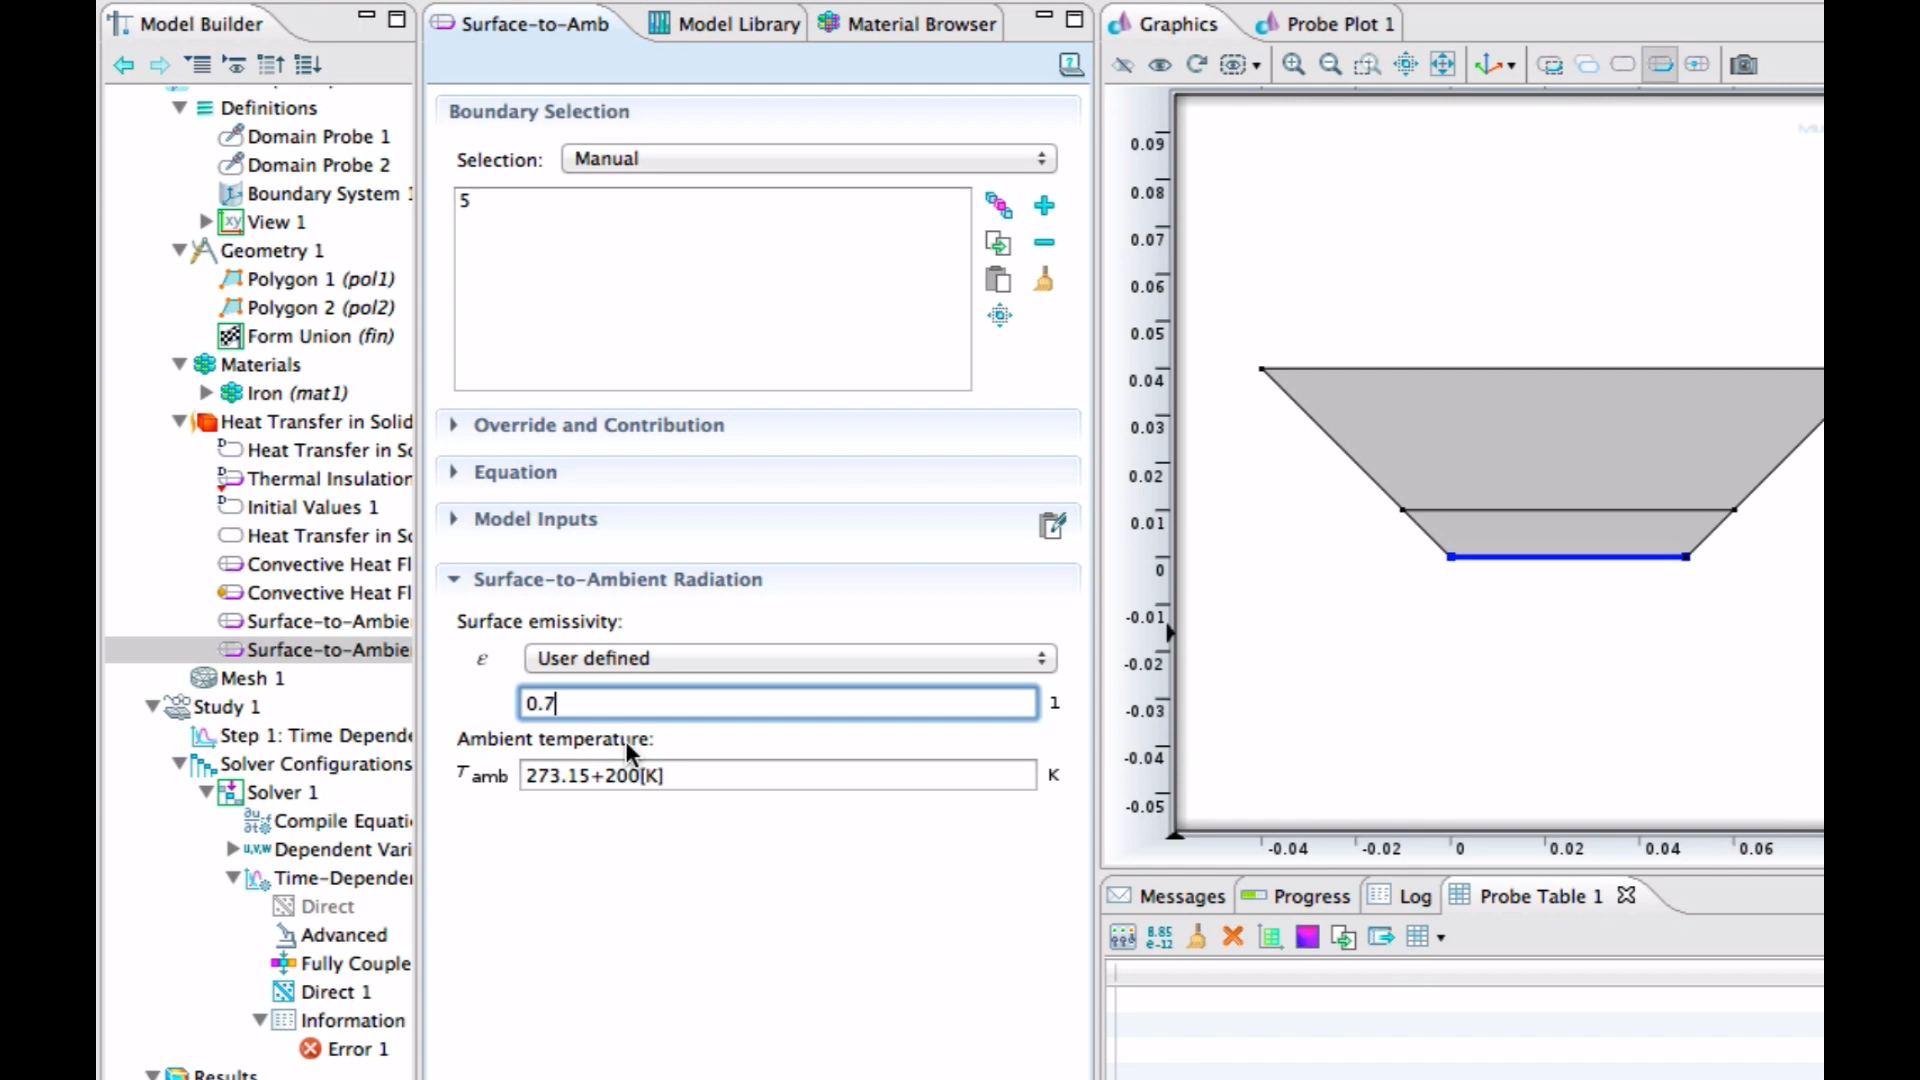 Model Builder
Definitions
Domain Probe 1
Domain Probe 2
Boundary System 1
View 1
Geometry 1
Polygon 1 (pol1)
Polygon 2 (pol2)
Form Union (fin)
Materials
Iron (mat1)
Heat Transfer in Solid
Heat Transfer in So
Thermal Insulation
Initial Values 1
Heat Transfer in So
Convective Heat Fl
Convective Heat Fl
Surface-to-Ambie
Surface-to-Ambie
Mesh 1
Study 1
Step 1: Time Depende
Solver Configurations
Solver 1
Compile Equati
Dependent Vari
Time-Depende
Direct
Advanced
Fully Couple
Direct 1
Information
Error 1
Results
Surface-to-Amb
Model Library
Material Browser
Boundary Selection
Selection:
Manual
5
Override and Contribution
Equation
Model Inputs
Surface-to-Ambient Radiation
Surface emissivity:
ε
User defined
0.7
1
Ambient temperature:
T amb
273.15+200[K]
K
Graphics
Probe Plot 1
0.09
0.08
0.07
0.06
0.05
0.04
0.03
0.02
0.01
0
-0.01
-0.02
-0.03
-0.04
-0.05
-0.04
-0.02
0
0.02
0.04
0.06
Messages
Progress
Log
Probe Table 1
8.85
e-12